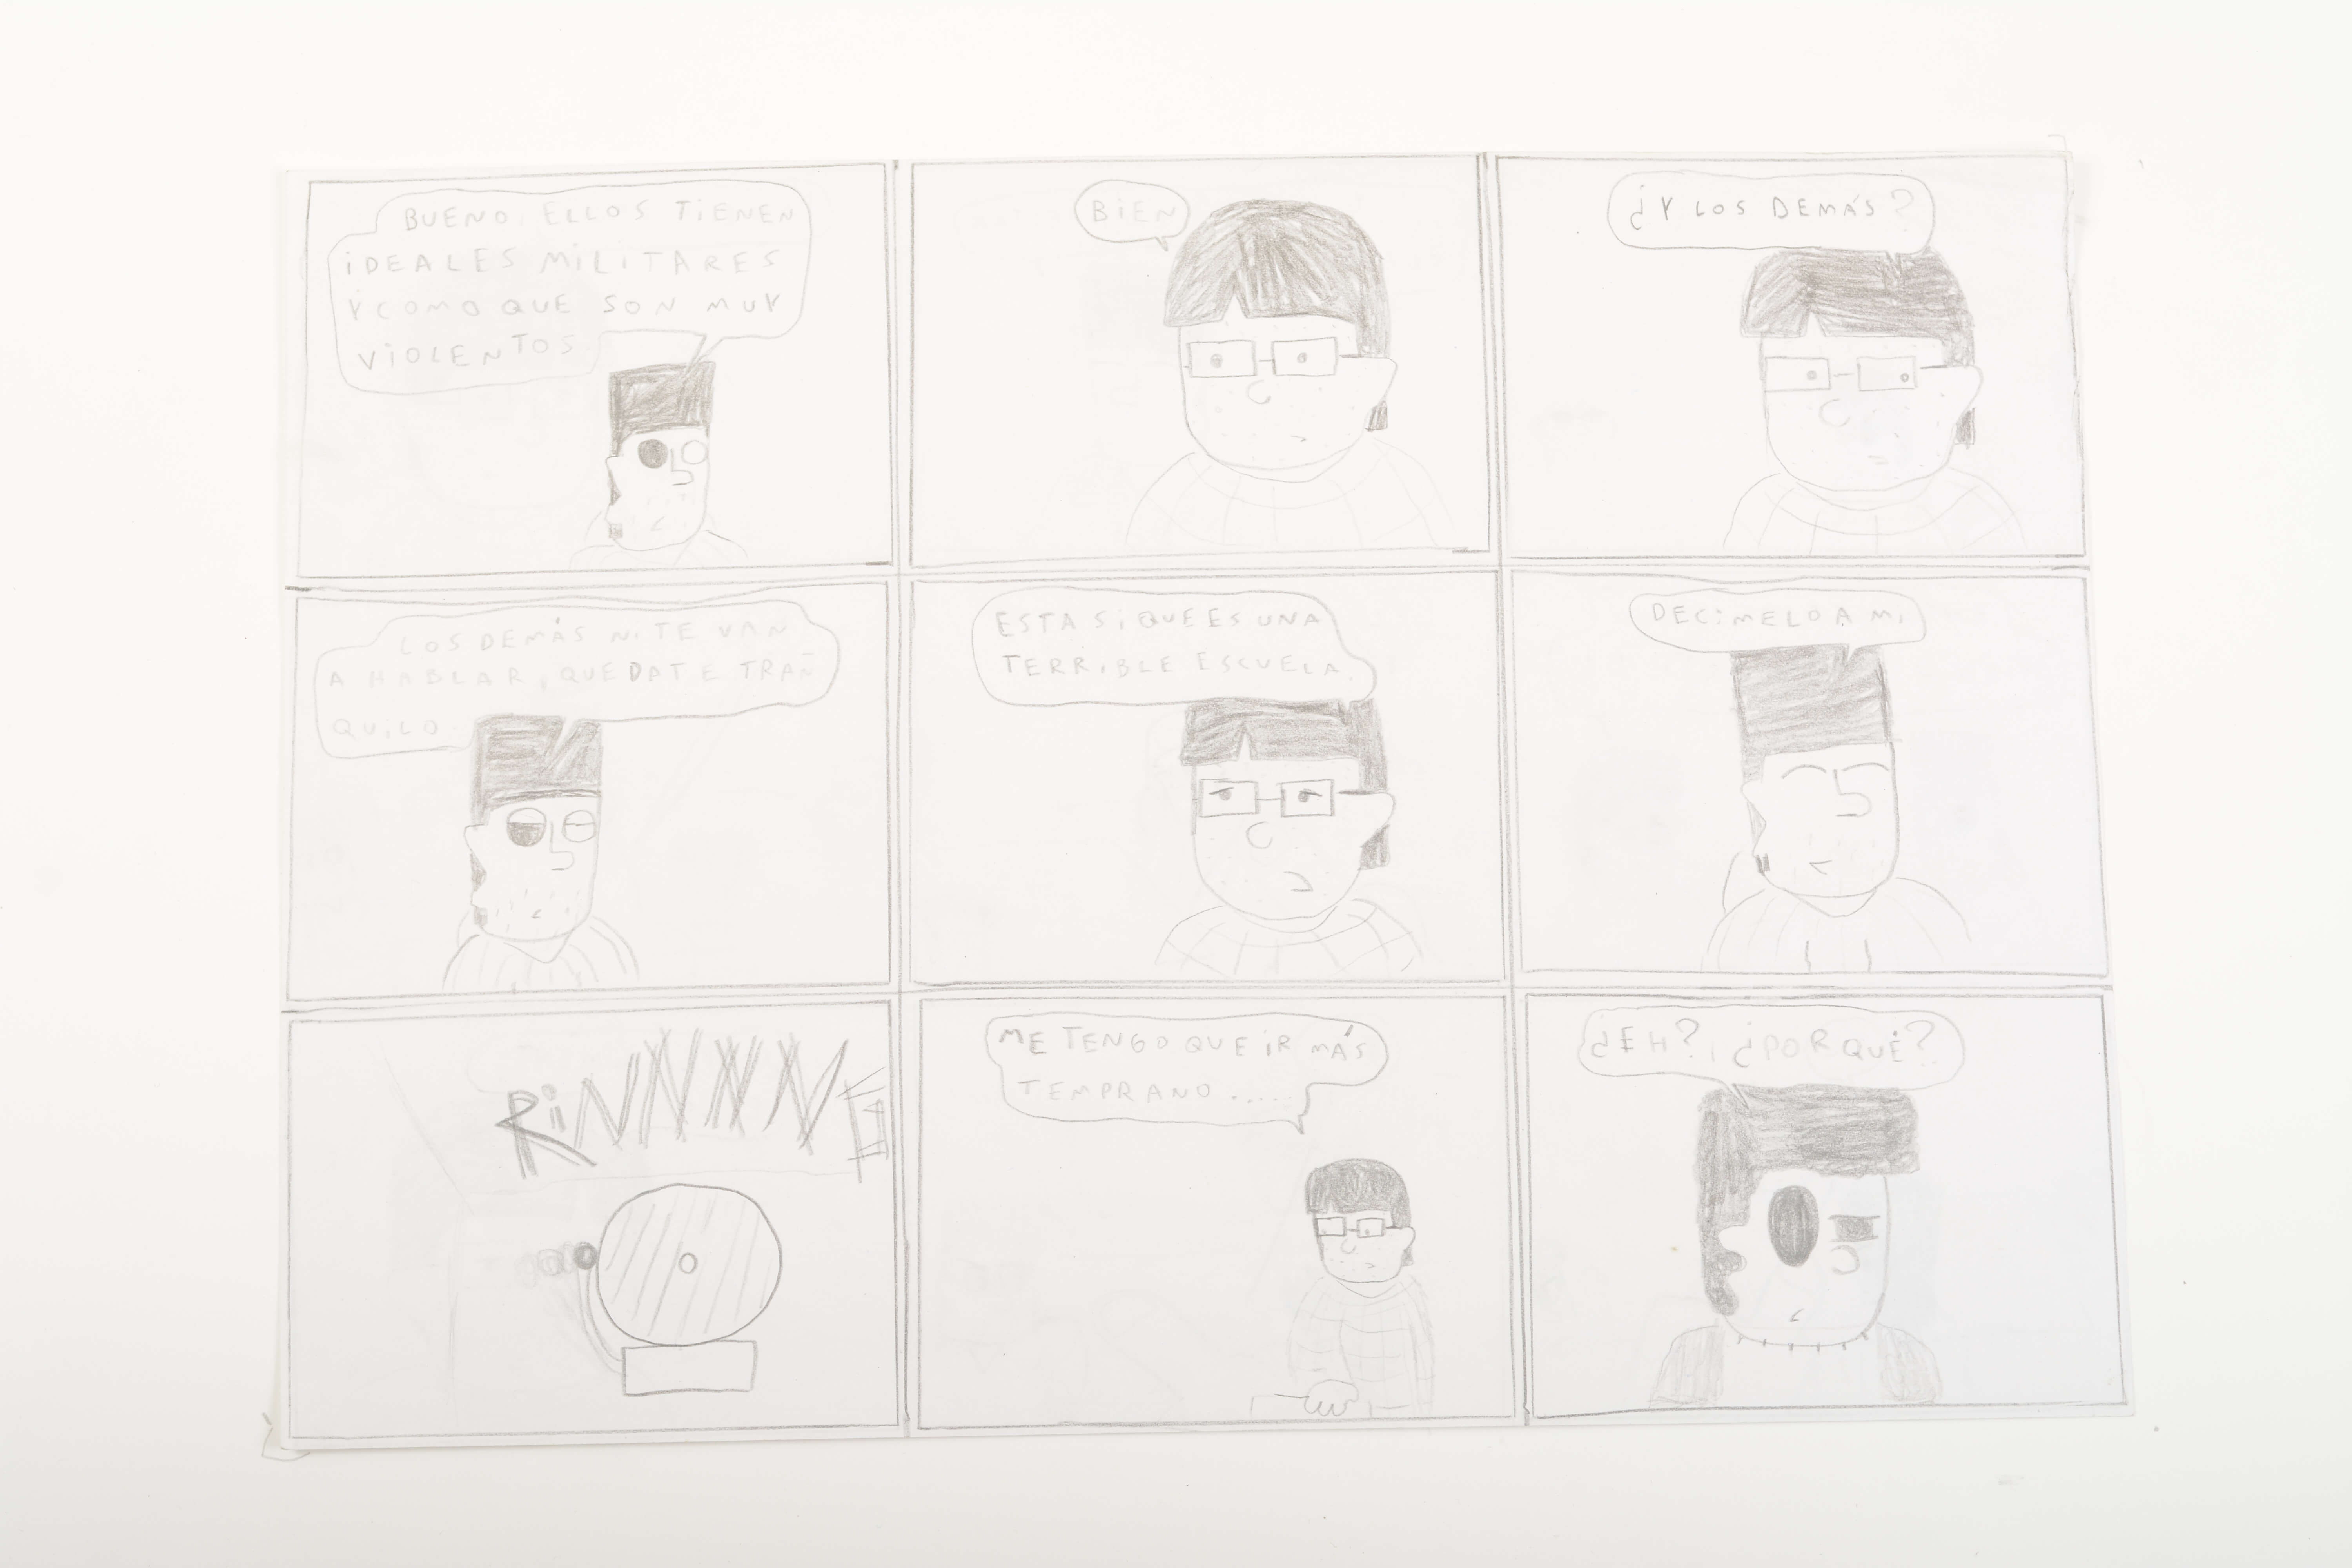 BUENO, ELLOS TIENEN
IDEALES MILITARES
Y COMO QUE SON MUY
VIOLENTOS.
BIEN
¿Y LOS DEMÁS?
LOS DEMÁS NI TE VAN
A HABLAR, QUEDATE TRAÑ
QUILO.
ESTA SI QUE ES UNA
TERRIBLE ESCUELA.
DECIMELO A MI
RiNNNN
ME TENGO QUE IR MÁS
TEMPRANO .....
¿EH?, ¿PORQUÉ?